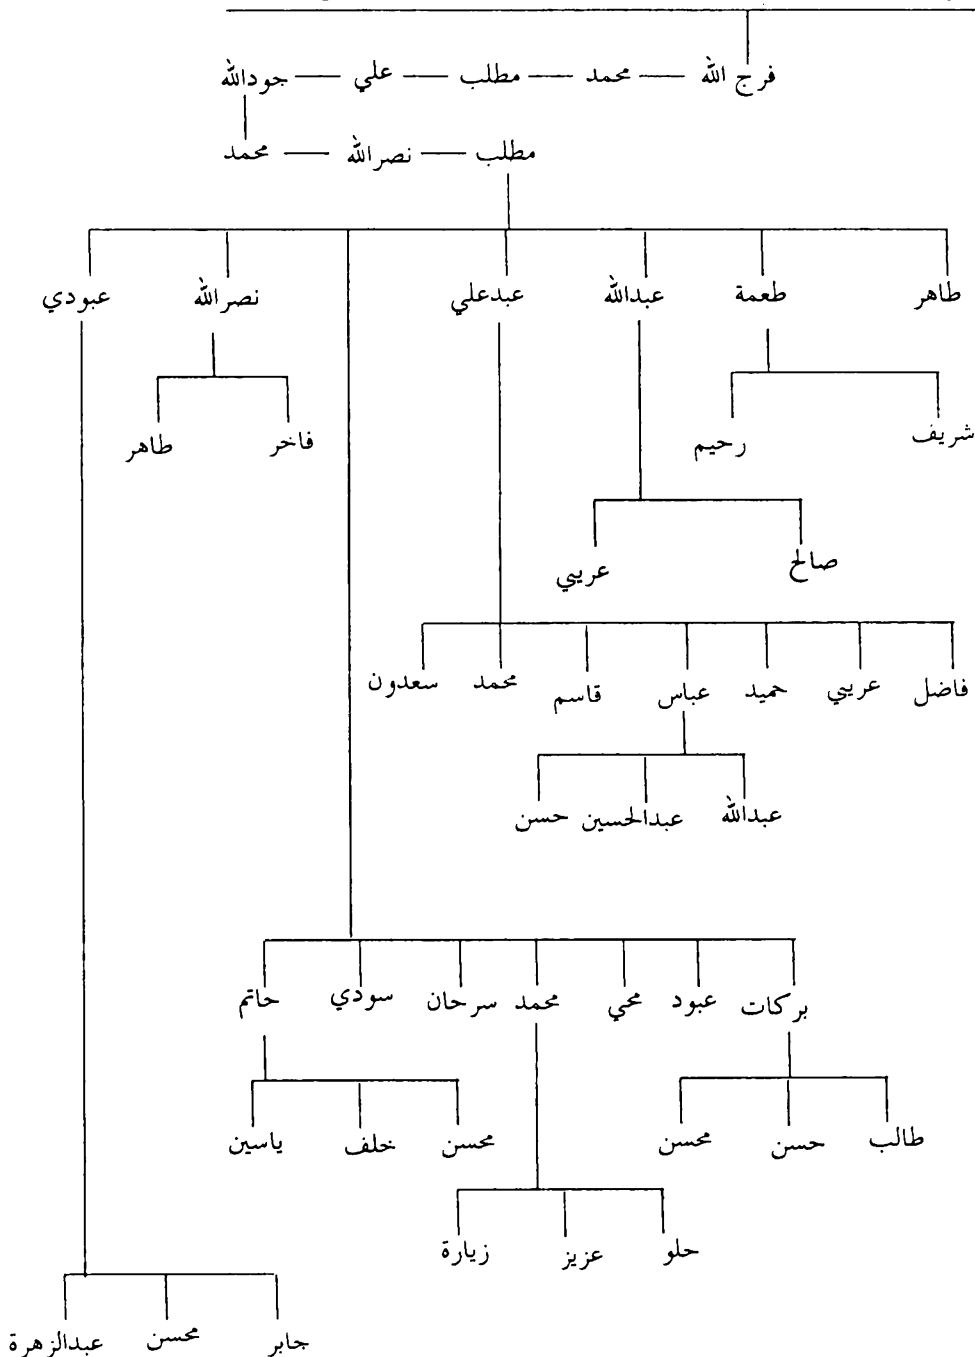 فرج الله — محمد — مطلب — علي — جودالله
مطلب — نصرالله — محمد
طاهر طعمة عبدالله عبدعلي نصرالله عبودي
شريف رحيم فاخر طاهر
صالح عريبي
فاضل عريبي حميد عباس قاسم محمد سعدون
عبدالله عبدالحسين حسن
بركات عبود محي محمد سرحان سودي حاتم
طالب حسن محسن محسن خلف ياسين
حلو عزيز زيارة
جابر محسن عبدالزهرة